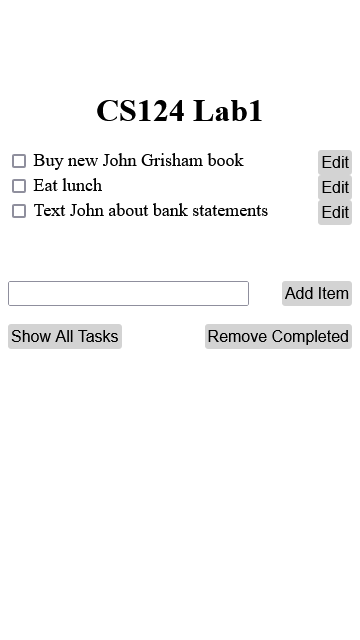 CS124 Lab1
Buy new John Grisham book Edit
Eat lunch Edit
Text John about bank statements Edit
Add Item
Show All Tasks Remove Completed